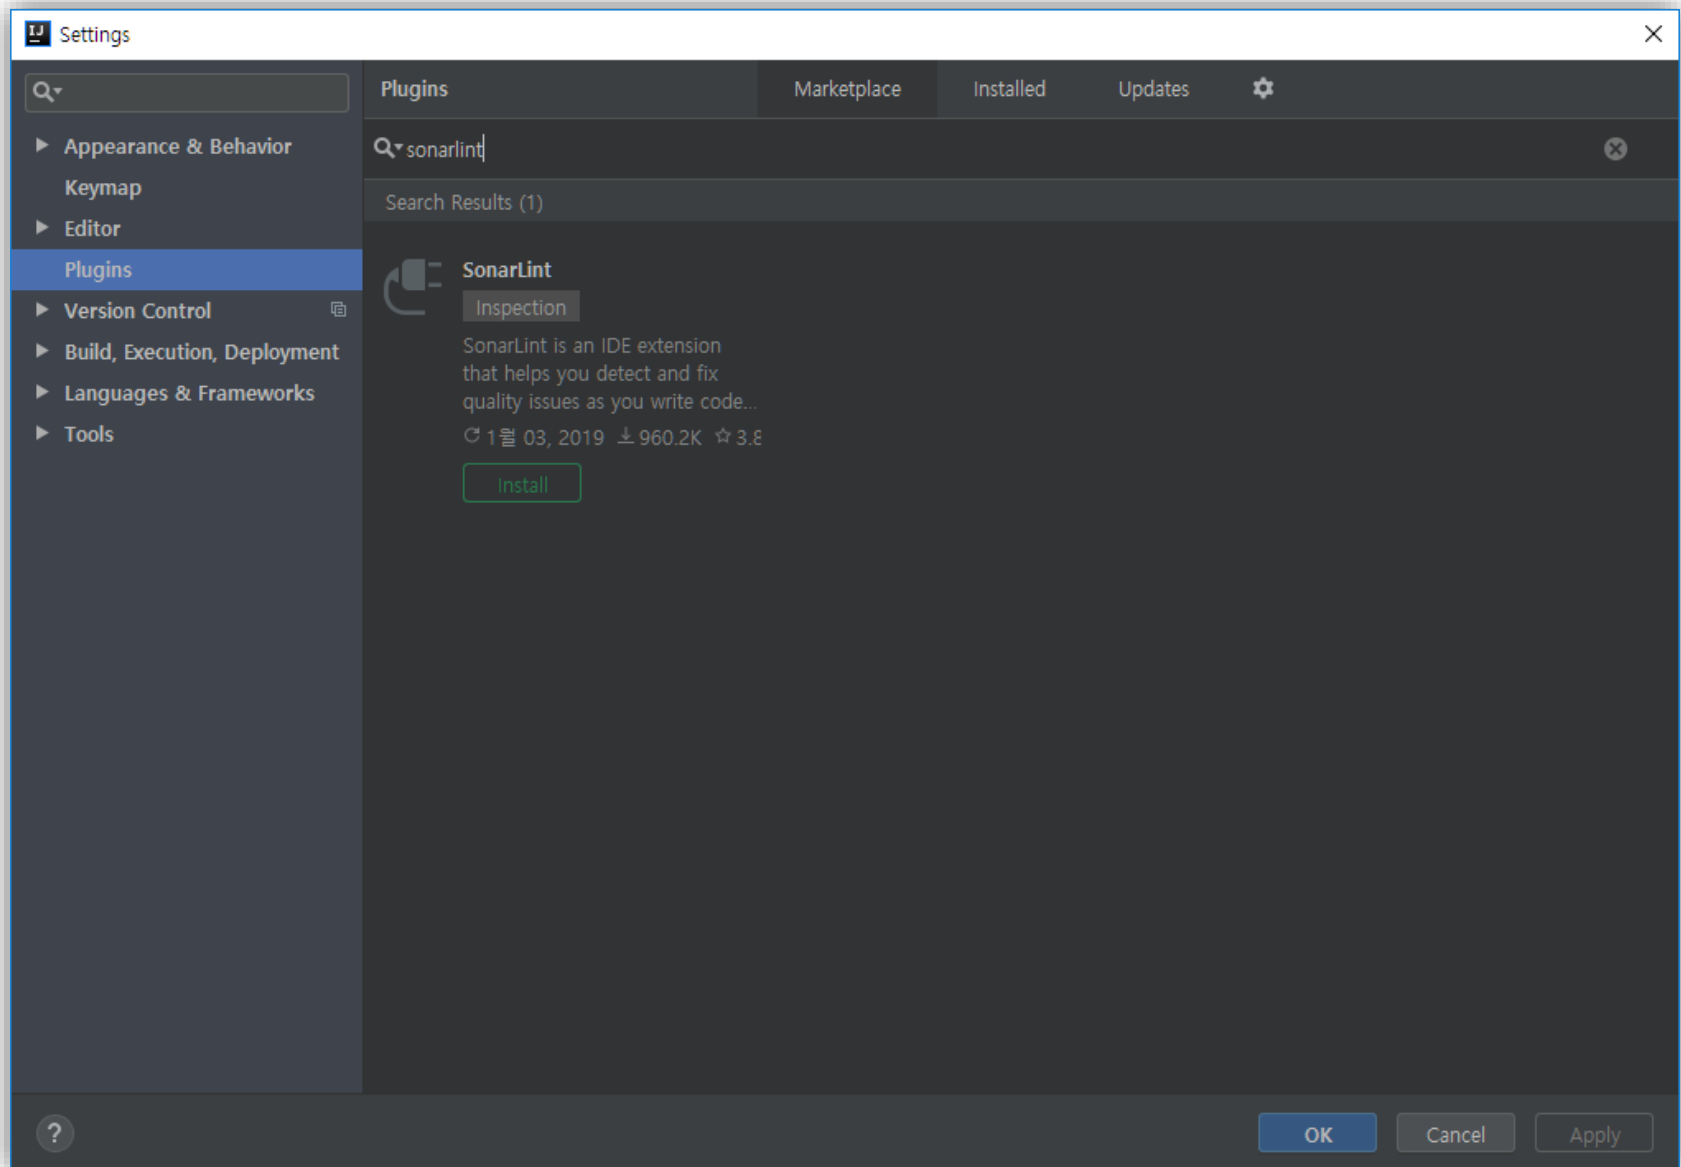 Settings
Plugins
Marketplace
Installed
Updates
Appearance & Behavior
Keymap
Editor
Plugins
Version Control
Build, Execution, Deployment
Languages & Frameworks
Tools
sonarlint
Search Results (1)
SonarLint
Inspection
SonarLint is an IDE extension
that helps you detect and fix
quality issues as you write code...
1월 03, 2019 960.2K 3.8
Install
?
OK
Cancel
Apply